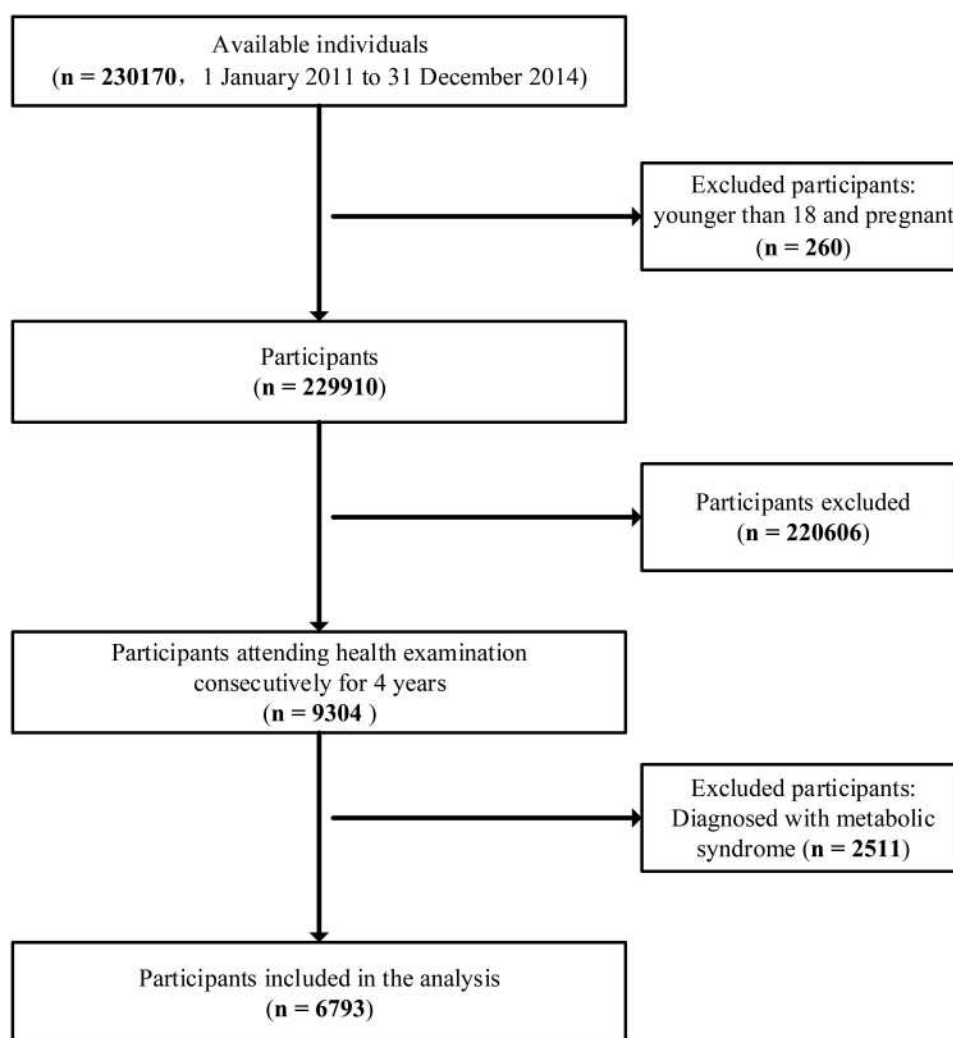 Available individuals
(n = 230170，1 January 2011 to 31 December 2014)
Excluded participants:
younger than 18 and pregnant
(n = 260)
Participants
(n = 229910)
Participants excluded
(n = 220606)
Participants attending health examination
consecutively for 4 years
(n = 9304 )
Excluded participants:
Diagnosed with metabolic
syndrome (n = 2511)
Participants included in the analysis
(n = 6793)